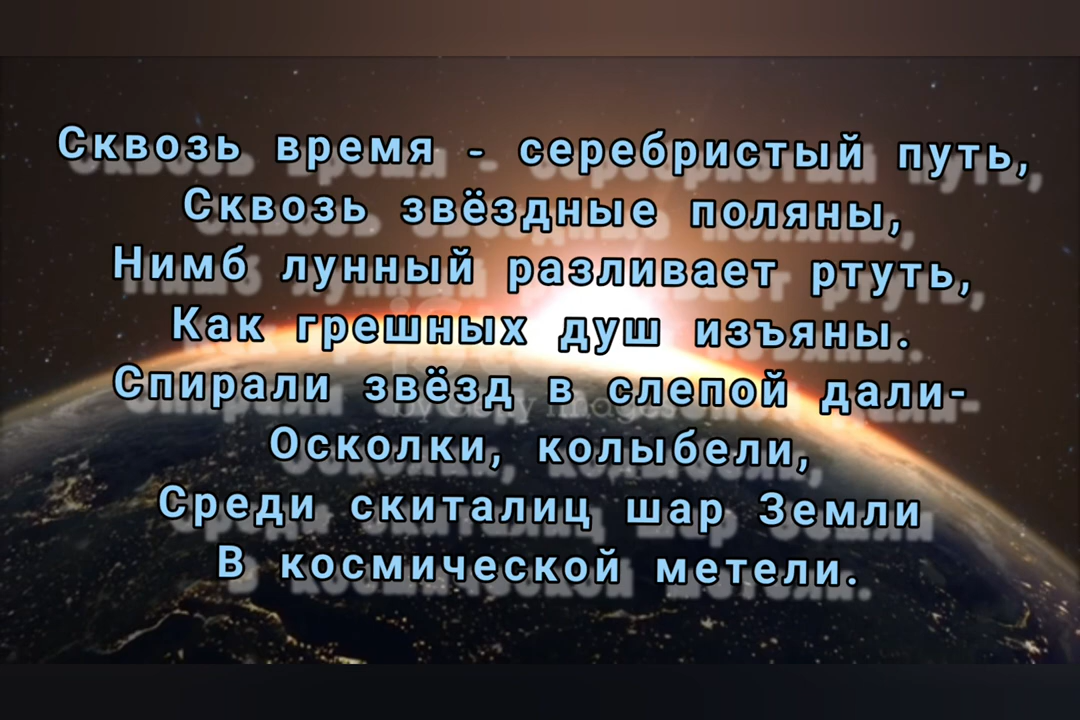 Сквозь время - серебристый путь,
Сквозь звёздные поляны,
Нимб лунный разливает ртуть,
Как грешных душ изъяны.
Спирали звёзд в слепой дали-
Осколки, колыбели,
Среди скиталиц шар Земли
В космической метели.